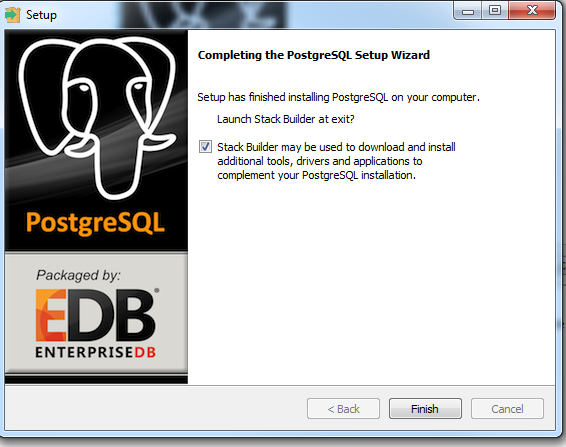 Setup
Completing the PostgreSQL Setup Wizard
Setup has finished installing PostgreSQL on your computer.
Launch Stack Builder at exit?
Stack Builder may be used to download and install
additional tools, drivers and applications to
complement your PostgreSQL installation.
PostgreSQL
Packaged by:
EDB®
ENTERPRISEDB
< Back
Finish
Cancel